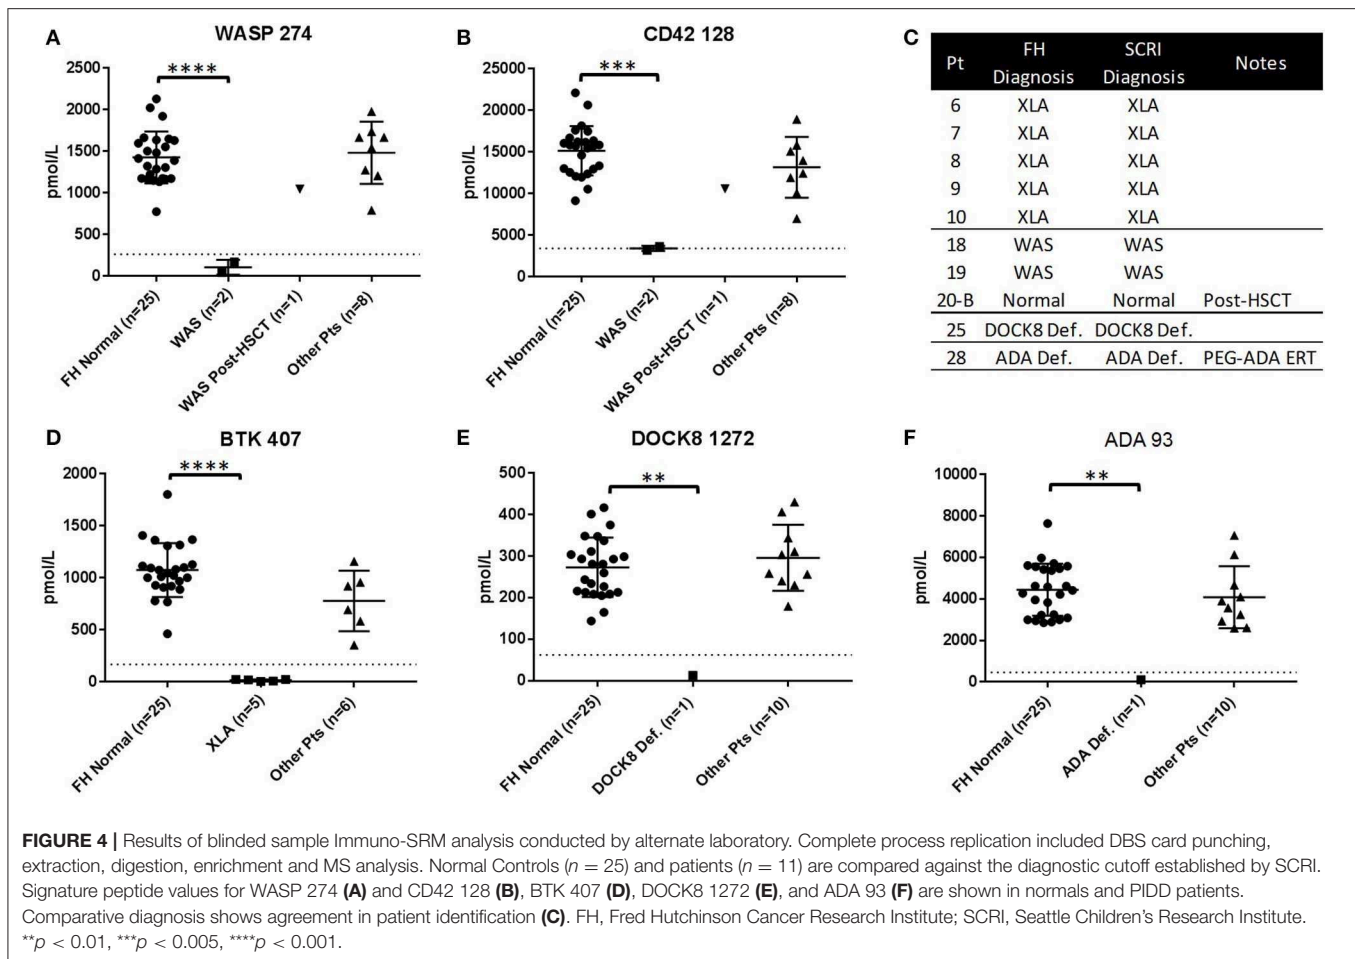 A
WASP 274
****
pmol/L
2500
2000
1500
1000
500
0
FH Normal (n=25)
WAS (n=2)
WAS Post-HSCT (n=1)
Other Pts (n=8)
B
CD42 128
***
pmol/L
25000
20000
15000
10000
5000
0
FH Normal (n=25)
WAS (n=2)
WAS Post-HSCT (n=1)
Other Pts (n=8)
C
Pt FH Diagnosis SCRI Diagnosis Notes
6 XLA XLA
7 XLA XLA
8 XLA XLA
9 XLA XLA
10 XLA XLA
18 WAS WAS
19 WAS WAS
20-B Normal Normal Post-HSCT
25 DOCK8 Def. DOCK8 Def.
28 ADA Def. ADA Def. PEG-ADA ERT
D
BTK 407
****
pmol/L
2000
1500
1000
500
0
FH Normal (n=25)
XLA (n=5)
Other Pts (n=6)
E
DOCK8 1272
**
pmol/L
500
400
300
200
100
0
FH Normal (n=25)
DOCK8 Def. (n=1)
Other Pts (n=10)
F
ADA 93
**
pmol/L
10000
8000
6000
4000
2000
0
FH Normal (n=25)
ADA Def. (n=1)
Other Pts (n=10)
FIGURE 4 | Results of blinded sample Immuno-SRM analysis conducted by alternate laboratory. Complete process replication included DBS card punching,
extraction, digestion, enrichment and MS analysis. Normal Controls (n = 25) and patients (n = 11) are compared against the diagnostic cutoff established by SCRI.
Signature peptide values for WASP 274 (A) and CD42 128 (B), BTK 407 (D), DOCK8 1272 (E), and ADA 93 (F) are shown in normals and PIDD patients.
Comparative diagnosis shows agreement in patient identification (C). FH, Fred Hutchinson Cancer Research Institute; SCRI, Seattle Children's Research Institute.
**p < 0.01, ***p < 0.005, ****p < 0.001.